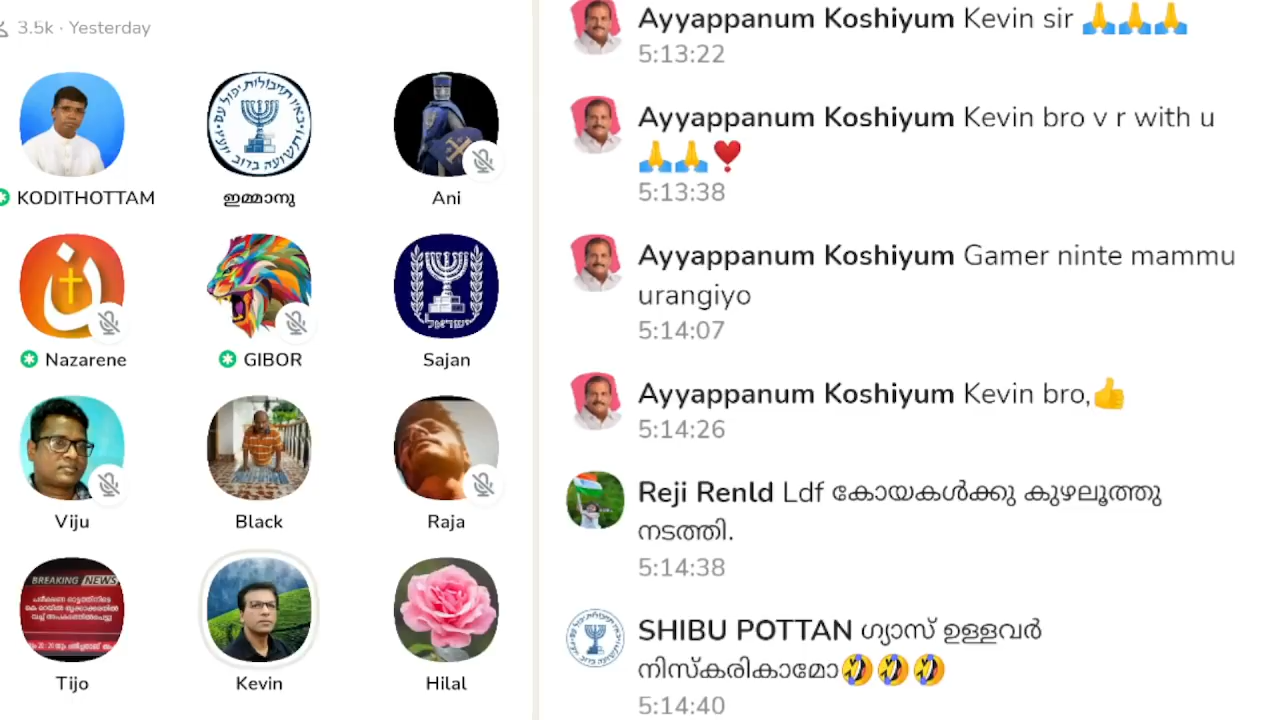 3.5k · Yesterday
KODITHOTTAM
ഇമ്മാനു
Ani
Nazarene
GIBOR
Sajan
Viju
Black
Raja
BREAKING NEWS
Tijo
Kevin
Hilal
Ayyappanum Koshiyum Kevin sir 🙏🙏🙏
5:13:22
Ayyappanum Koshiyum Kevin bro v r with u
🙏🙏❣️
5:13:38
Ayyappanum Koshiyum Gamer ninte mammu
urangiyo
5:14:07
Ayyappanum Koshiyum Kevin bro,👍
5:14:26
Reji Renld Ldf കോയകൾക്കു കുഴലൂത്തു
നടത്തി.
5:14:38
SHIBU POTTAN ഗ്യാസ് ഉള്ളവർ
നിസ്കരികാമോ🤣🤣🤣
5:14:40